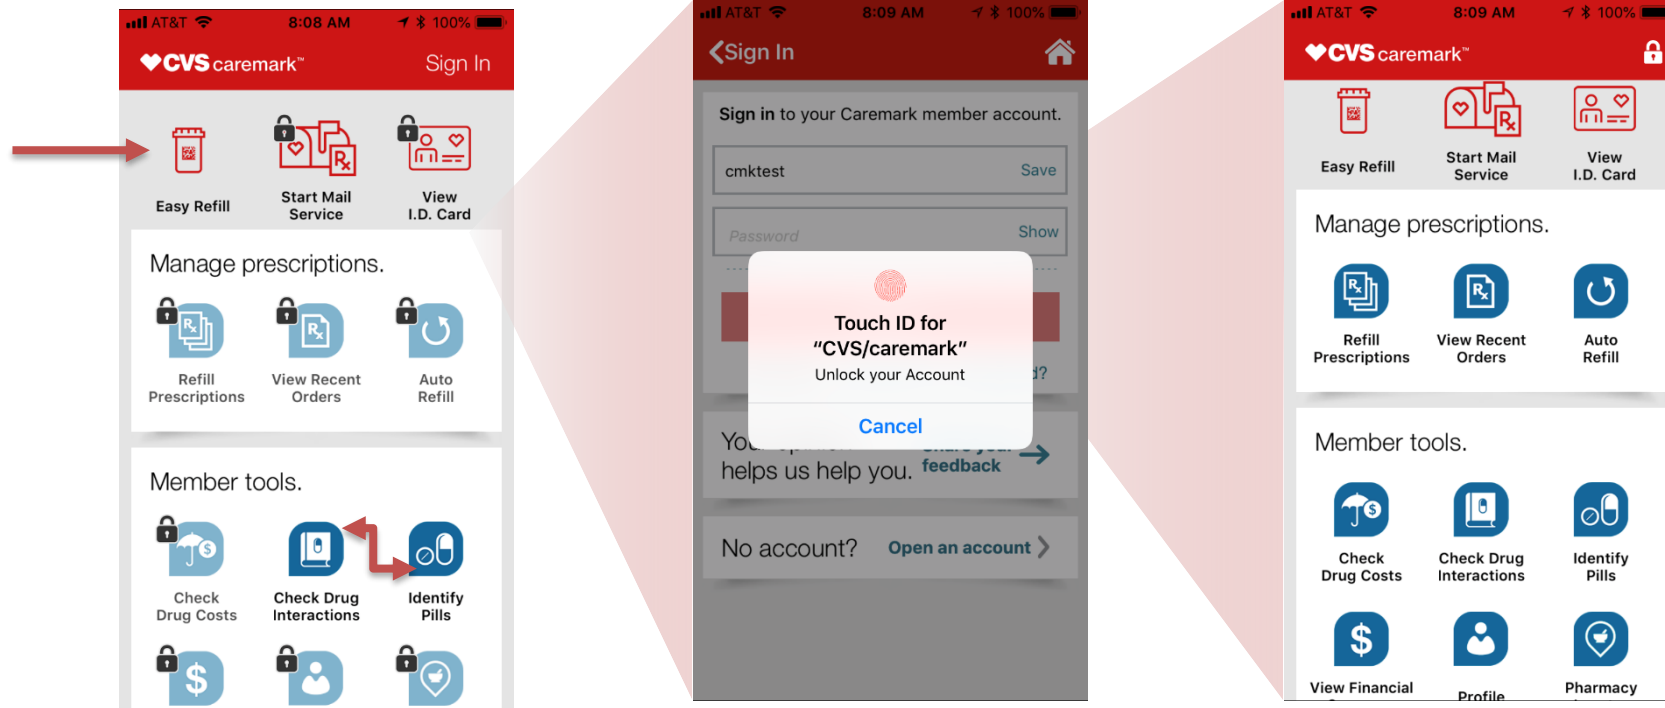 AT&T 8:08 AM 100%
CVS caremark™ Sign In
Easy Refill
Start Mail
Service
View
I.D. Card
Manage prescriptions.
Refill
Prescriptions
View Recent
Orders
Auto
Refill
Member tools.
Check
Drug Costs
Check Drug
Interactions
Identify
Pills
AT&T 8:09 AM 100%
Sign In
Sign in to your Caremark member account.
cmktest Save
Password Show
Touch ID for
“CVS/caremark”
Unlock your Account
Cancel
d?
helps us help you.
feedback
No account? Open an account
AT&T 8:09 AM 100%
CVS caremark™
Easy Refill
Start Mail
Service
View
I.D. Card
Manage prescriptions.
Refill
Prescriptions
View Recent
Orders
Auto
Refill
Member tools.
Check
Drug Costs
Check Drug
Interactions
Identify
Pills
View Financial
Profile
Pharmacy